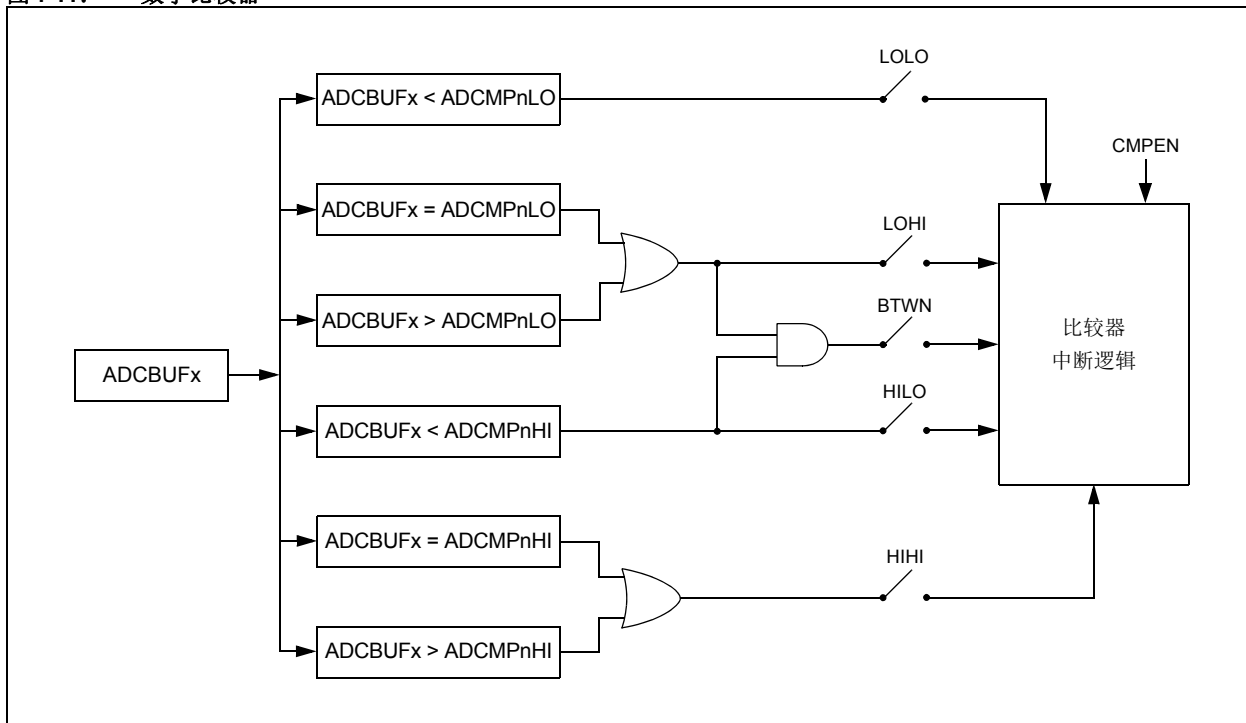 LOLO
ADCBUFx < ADCMPnLO
CMPEN
ADCBUFx = ADCMPnLO
LOHI
ADCBUFx > ADCMPnLO
BTWN
比较器
中断逻辑
ADCBUFx
HILO
ADCBUFx < ADCMPnHI
ADCBUFx = ADCMPnHI
HIHI
ADCBUFx > ADCMPnHI